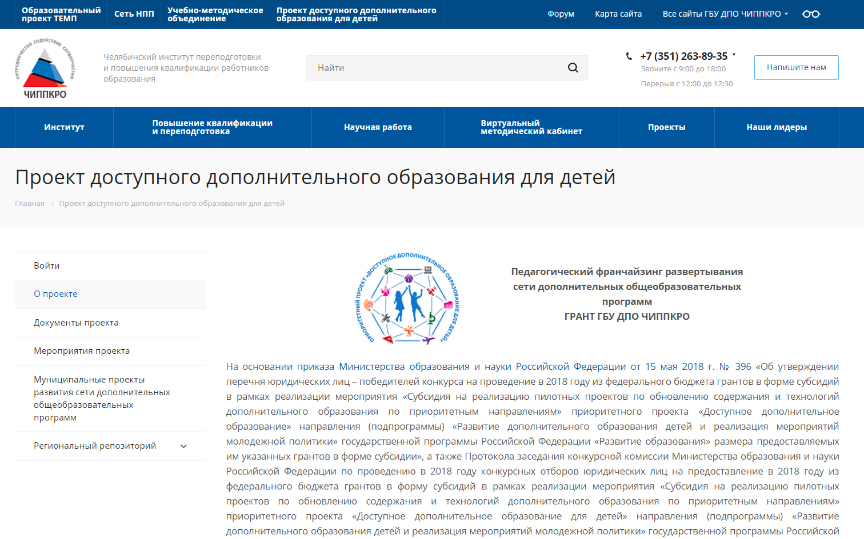 Образовательный
проект ТЕМП
Сеть НПП
Учебно-методическое
объединение
Проект доступного дополнительного
образования для детей
Форум
Карта сайта
Все сайты ГБУ ДПО ЧИППКРО
ЧИППКРО
Челябинский институт переподготовки
и повышения квалификации работников
образования
Найти
+7 (351) 263-89-35
Звоните с 9:00 до 18:00
Перерыв с 12:00 до 12:30
Напишите нам
Институт
Повышение квалификации
и переподготовка
Научная работа
Виртуальный
методический кабинет
Проекты
Наши лидеры
Проект доступного дополнительного образования для детей
Главная
Проект доступного дополнительного образования для детей
Войти
О проекте
Документы проекта
Мероприятия проекта
Муниципальные проекты
развития сети дополнительных
общеобразовательных
программ
Региональный репозиторий
ПРИОРИТЕТНЫЙ ПРОЕКТ «ДОСТУПНОЕ ДОПОЛНИТЕЛЬНОЕ ОБРАЗОВАНИЕ ДЛЯ ДЕТЕЙ»
Педагогический франчайзинг развертывания
сети дополнительных общеобразовательных
программ
ГРАНТ ГБУ ДПО ЧИППКРО
На основании приказа Министерства образования и науки Российской Федерации от 15 мая 2018 г. № 396 «Об утверждении
перечня юридических лиц – победителей конкурса на проведение в 2018 году из федерального бюджета грантов в форме субсидий
в рамках реализации мероприятия «Субсидия на реализацию пилотных проектов по обновлению содержания и технологий
дополнительного образования по приоритетным направлениям» приоритетного проекта «Доступное дополнительное
образование» направления (подпрограммы) «Развитие дополнительного образования детей и реализация мероприятий
молодежной политики» государственной программы Российской Федерации «Развитие образования» размера предоставляемых
им указанных грантов в форме субсидии», а также Протокола заседания конкурсной комиссии Министерства образования и науки
Российской Федерации по проведению в 2018 году конкурсных отборов юридических лиц на предоставление в 2018 году из
федерального бюджета грантов в форму субсидий в рамках реализации мероприятия «Субсидия на реализацию пилотных
проектов по обновлению содержания и технологий дополнительного образования по приоритетным направлениям»
приоритетного проекта «Доступное дополнительное образование для детей» направления (подпрограммы) «Развитие
дополнительного образования детей и реализация мероприятий молодежной политики» государственной программы Российской